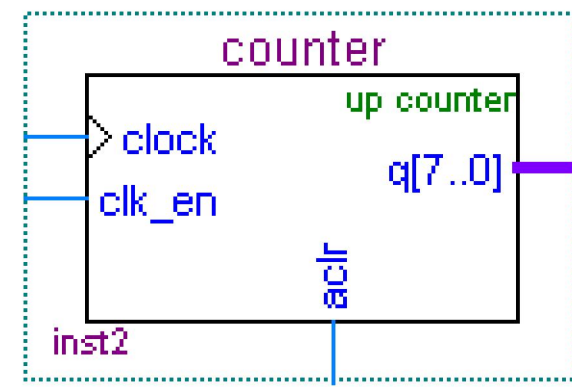 counter
up counter
clock
q[7..0]
clk_en
aclr
inst2